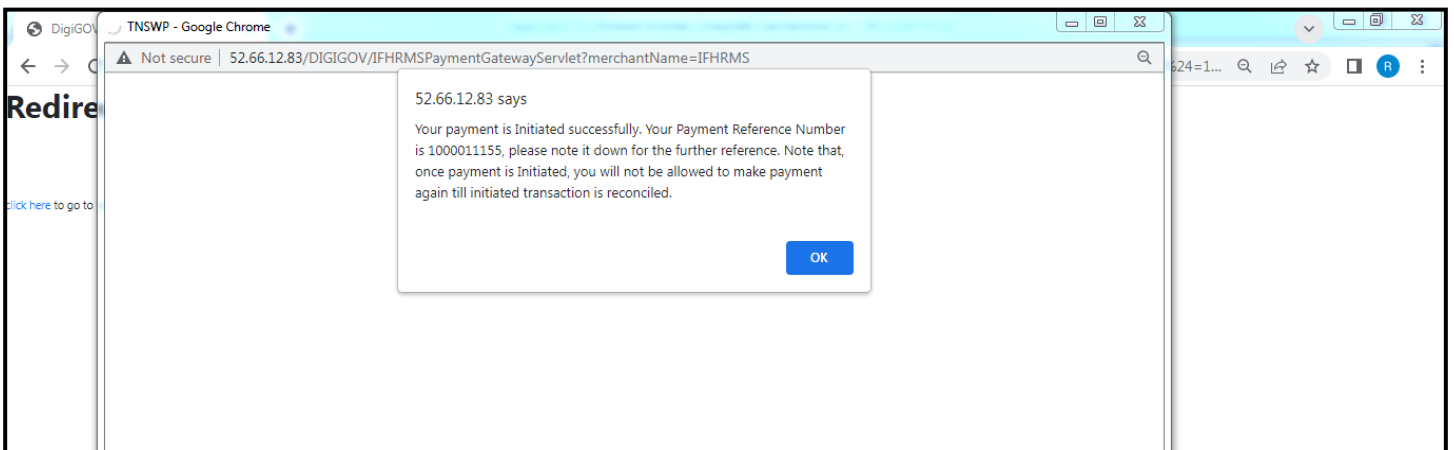 DigiGOV
TNSWP - Google Chrome
Not secure | 52.66.12.83/DIGIGOV/IFHRMSPaymentGatewayServlet?merchantName=IFHRMS
%24=1...
R
Redire
52.66.12.83 says
Your payment is Initiated successfully. Your Payment Reference Number
is 1000011155, please note it down for the further reference. Note that,
once payment is Initiated, you will not be allowed to make payment
again till initiated transaction is reconciled.
click here to go to
OK